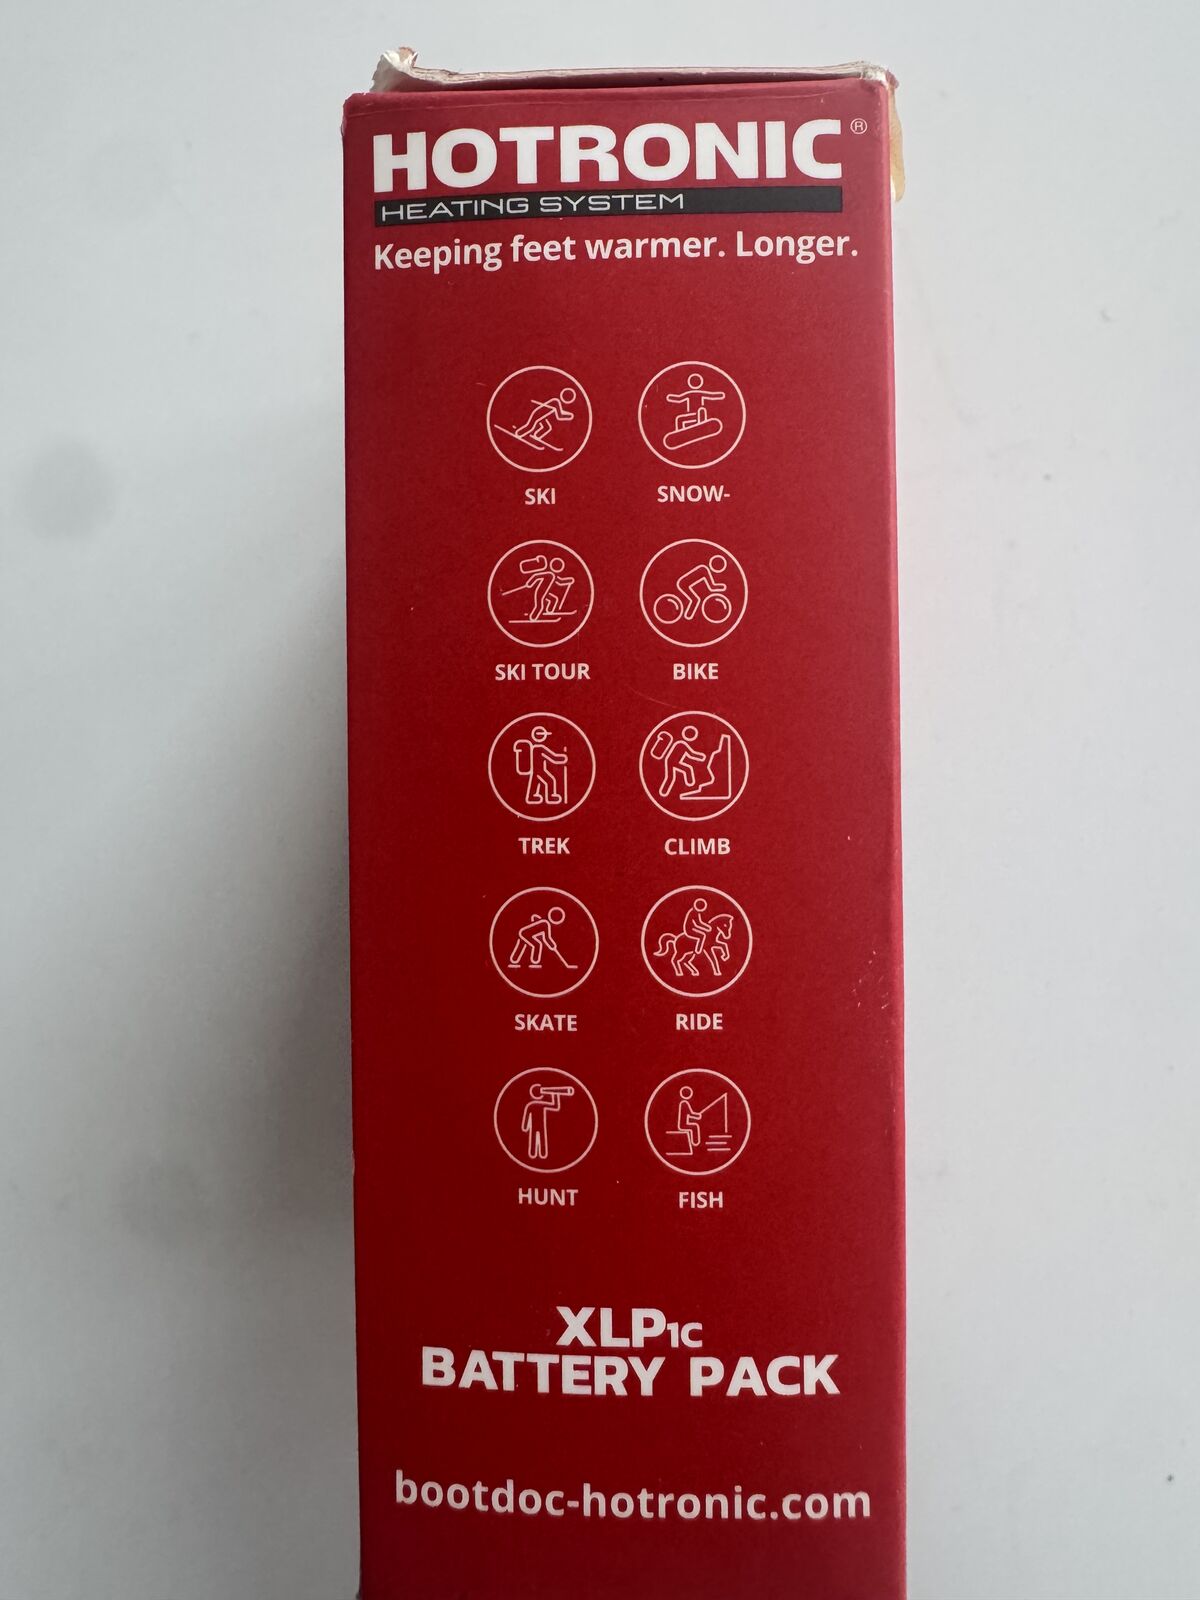 HOTRONIC®
HEATING SYSTEM
Keeping feet warmer. Longer.
SKI SNOW-
SKI TOUR BIKE
TREK CLIMB
SKATE RIDE
HUNT FISH
XLP1C
BATTERY PACK
bootdoc-hotronic.com